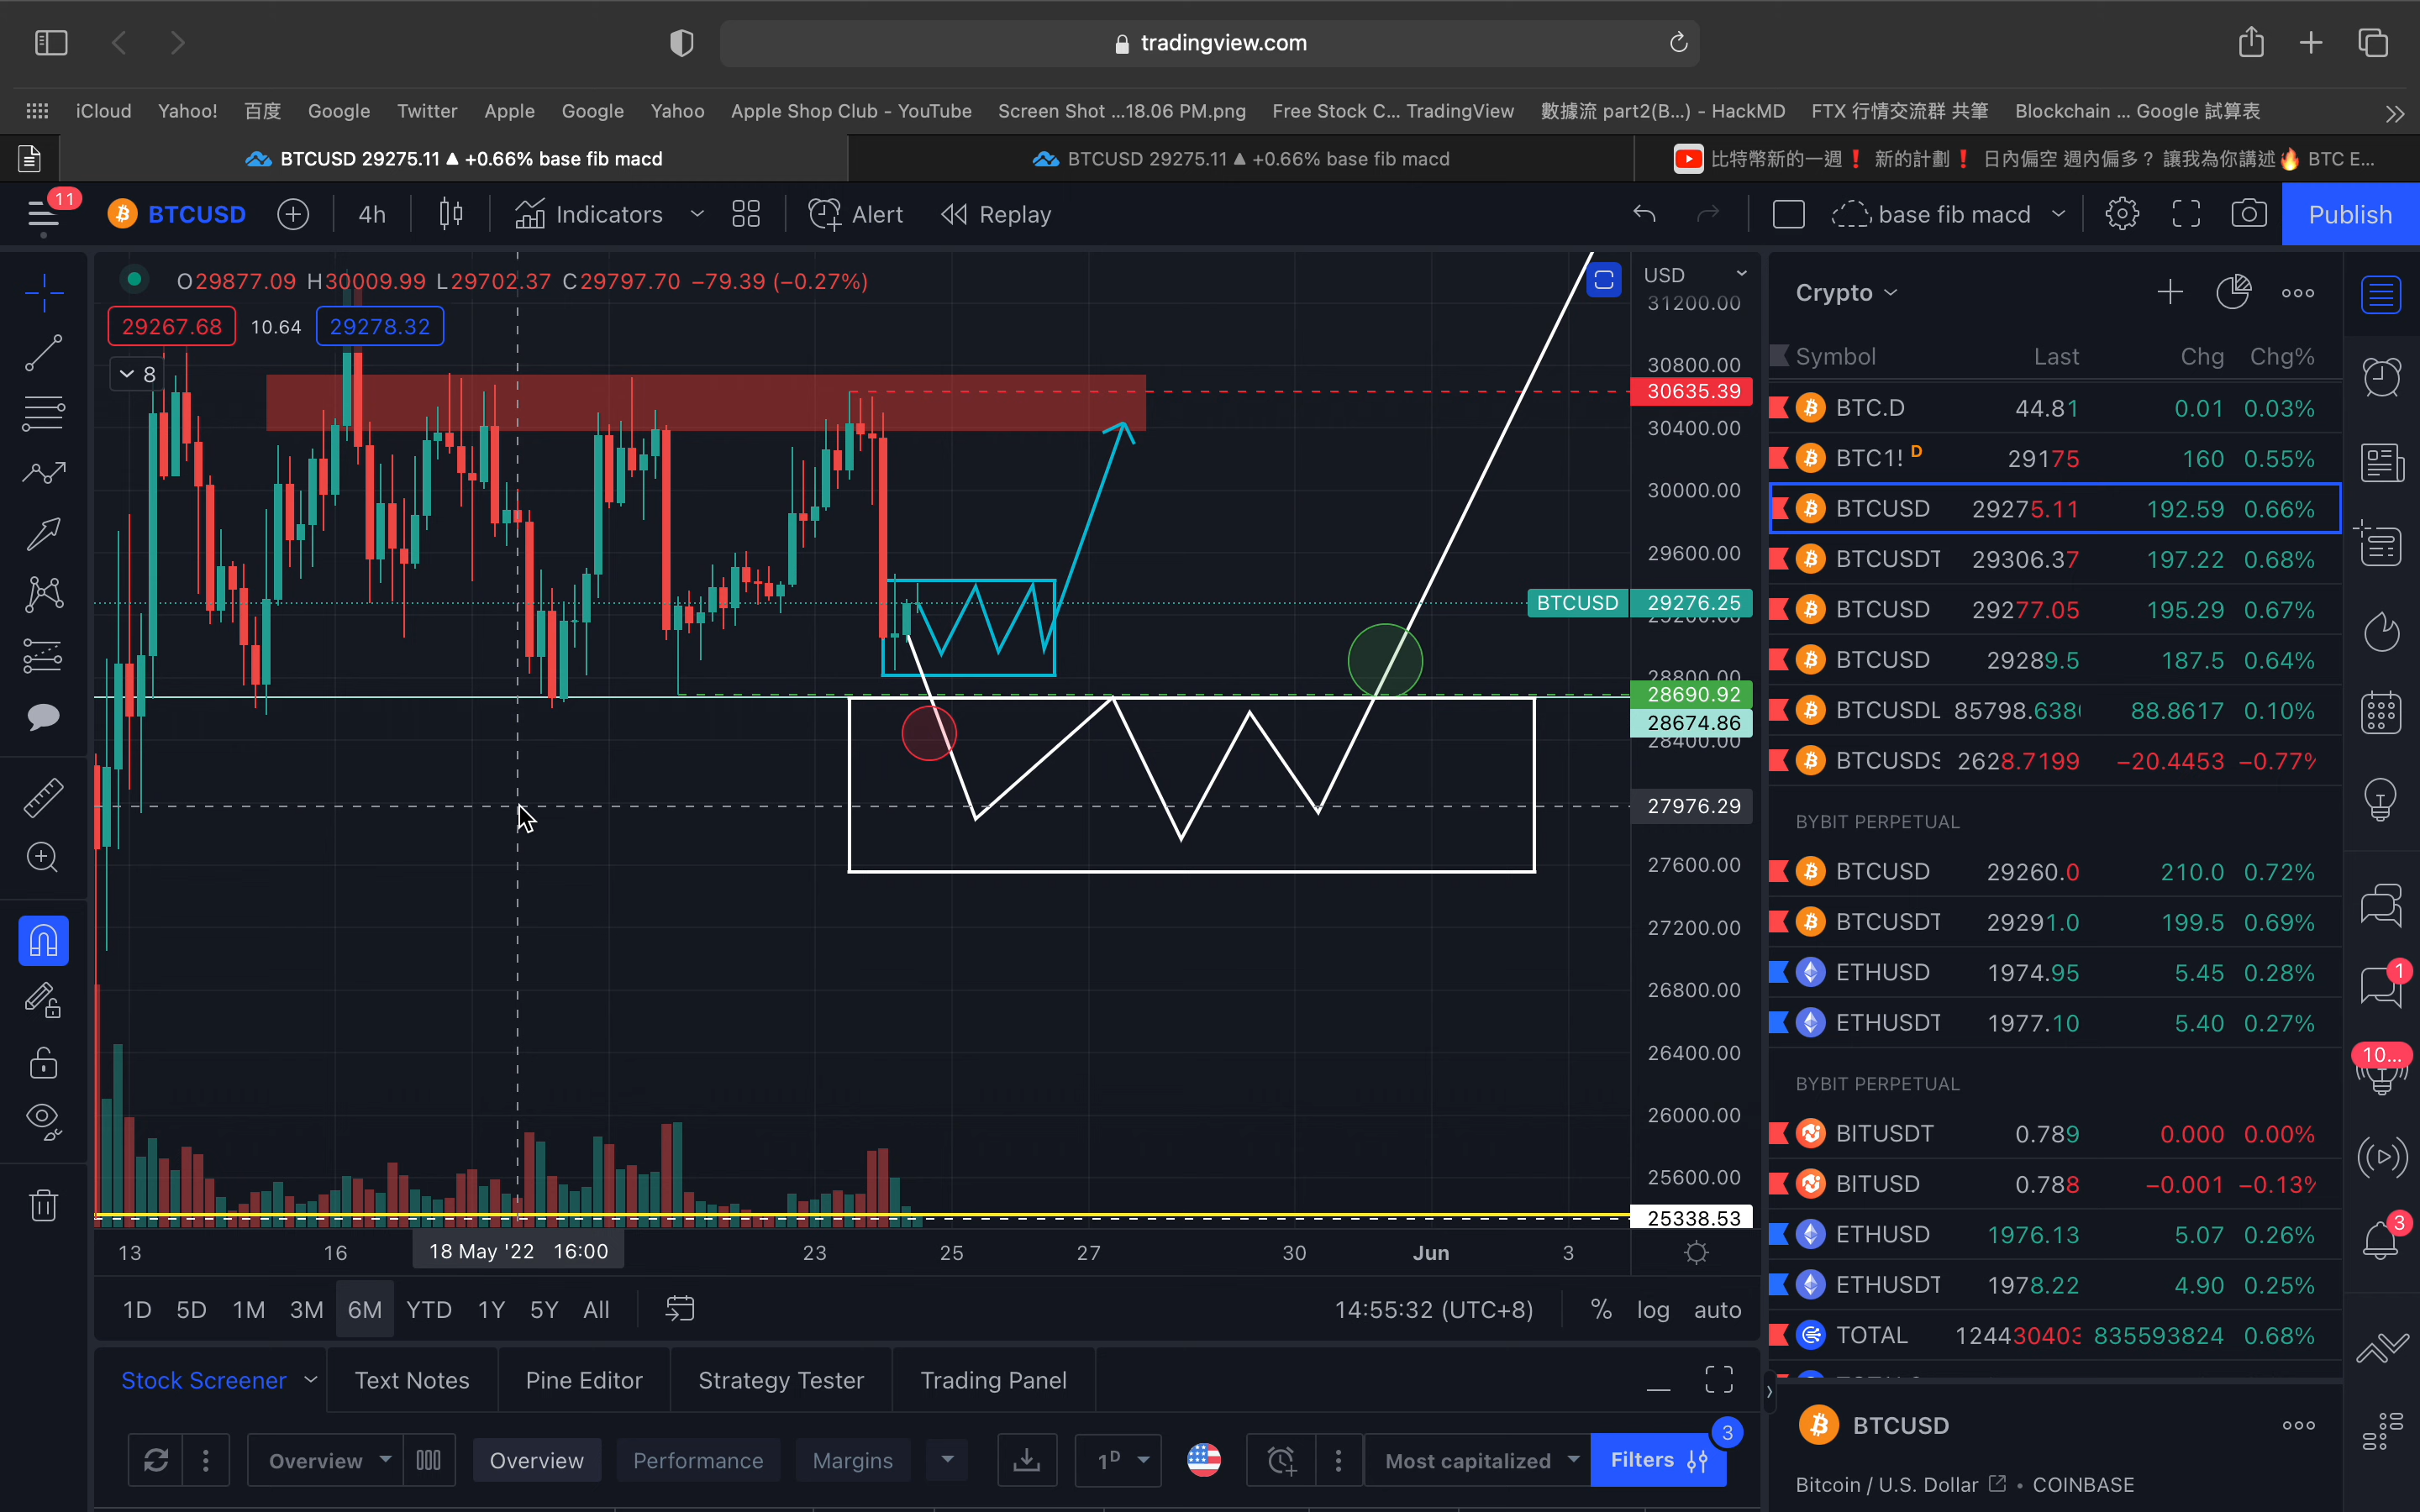 tradingview.com
iCloud Yahoo! 百度 Google Twitter Apple Google Yahoo Apple Shop Club - YouTube Screen Shot ...18.06 PM.png Free Stock C... TradingView 數據流 part2(B...) - HackMD FTX 行情交流群 共筆 Blockchain ... Google 試算表
BTCUSD 29275.11 ▲ +0.66% base fib macd
BTCUSD 29275.11 ▲ +0.66% base fib macd
比特幣新的一週❗ 新的計劃❗ 日內偏空 週內偏多？ 讓我為你講述🔥 BTC E...
11 BTCUSD 4h Indicators Alert Replay base fib macd Publish
O29877.09 H30009.99 L29702.37 C29797.70 −79.39 (−0.27%)
29267.68 10.64 29278.32
8
USD
31200.00
30800.00
30635.39
30400.00
30000.00
29600.00
BTCUSD 29276.25
29200.00
28800.00
28690.92
28674.86
28400.00
27976.29
27600.00
27200.00
26800.00
26400.00
26000.00
25600.00
25338.53
13 16 18 May '22 16:00 23 25 27 30 Jun 3
1D 5D 1M 3M 6M YTD 1Y 5Y All 14:55:32 (UTC+8) % log auto
Stock Screener Text Notes Pine Editor Strategy Tester Trading Panel
Overview Overview Performance Margins 1D Most capitalized Filters 3
Crypto
Symbol Last Chg Chg%
BTC.D 44.81 0.01 0.03%
BTC1! D 29175 160 0.55%
BTCUSD 29275.11 192.59 0.66%
BTCUSDT 29306.37 197.22 0.68%
BTCUSD 29277.05 195.29 0.67%
BTCUSD 29289.5 187.5 0.64%
BTCUSDL 85798.638 88.8617 0.10%
BTCUSDS 2628.7199 −20.4453 −0.77%
BYBIT PERPETUAL
BTCUSD 29260.0 210.0 0.72%
BTCUSDT 29291.0 199.5 0.69%
ETHUSD 1974.95 5.45 0.28%
ETHUSDT 1977.10 5.40 0.27%
BYBIT PERPETUAL
BITUSDT 0.789 0.000 0.00%
BITUSD 0.788 −0.001 −0.13%
ETHUSD 1976.13 5.07 0.26%
ETHUSDT 1978.22 4.90 0.25%
TOTAL 124430403 835593824 0.68%
BTCUSD
Bitcoin / U.S. Dollar • COINBASE
1
10...
3